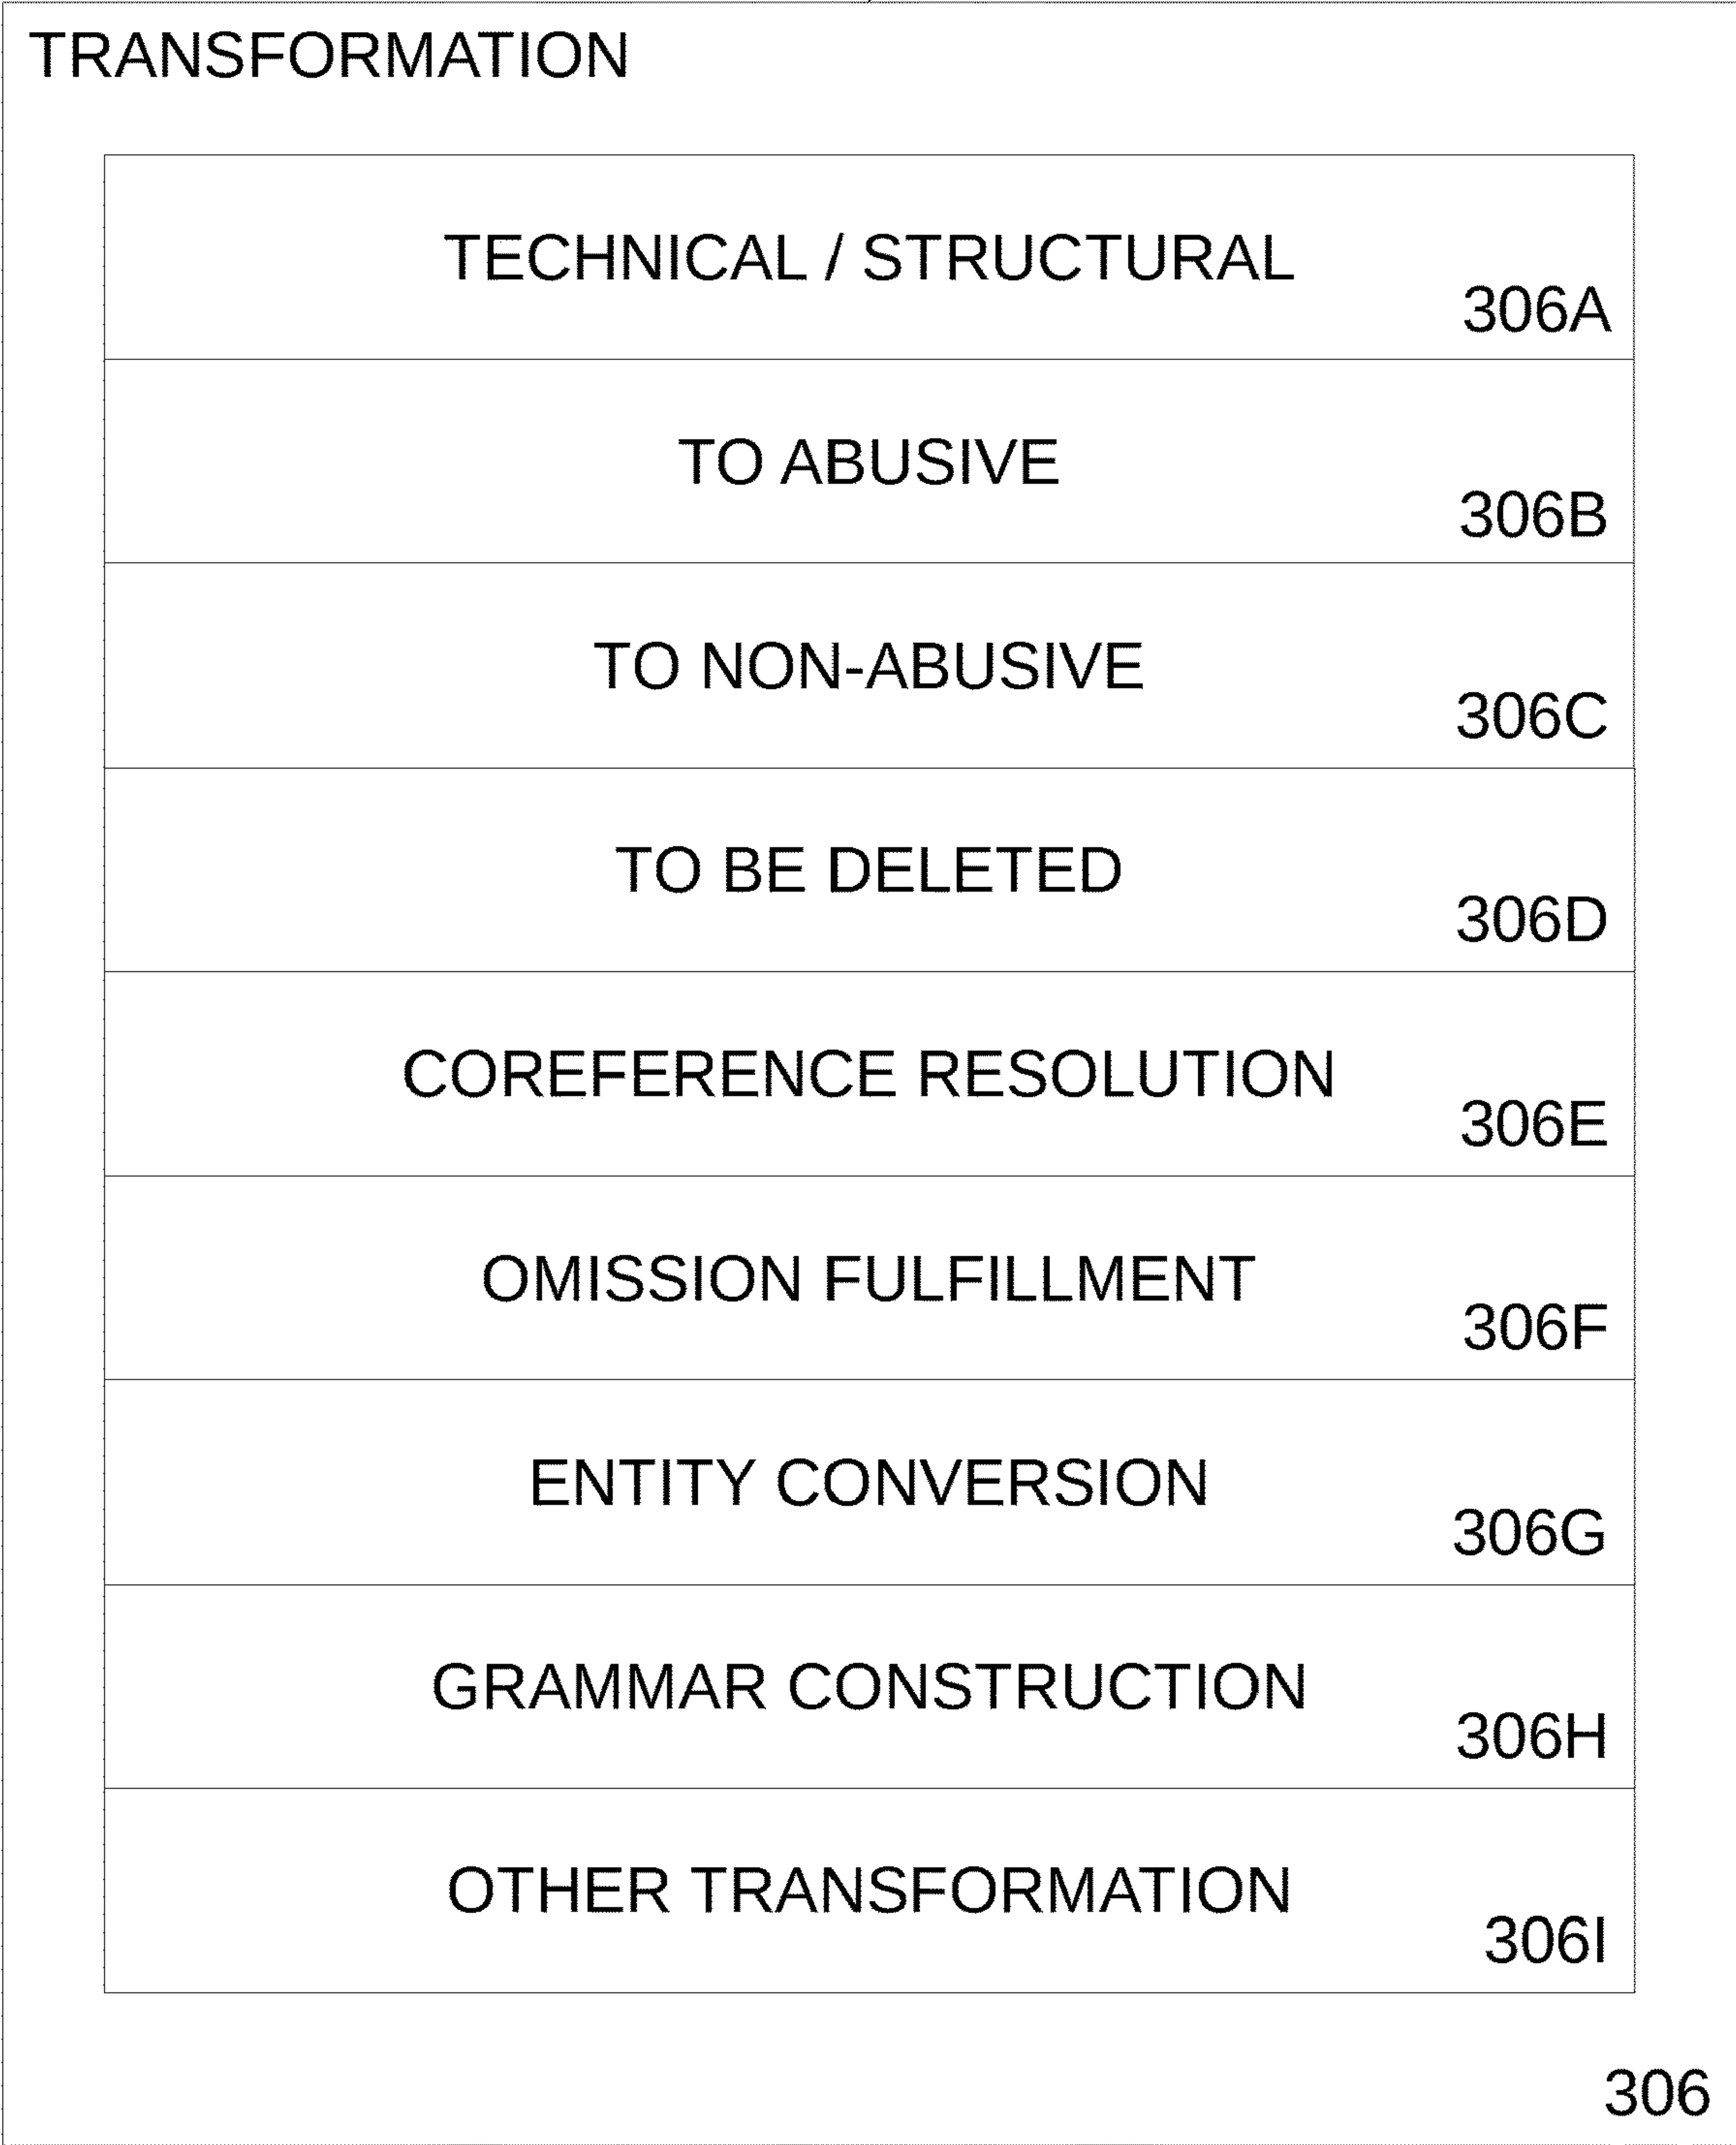 TRANSFORMATION
TECHNICAL / STRUCTURAL
306A
TO ABUSIVE
306B
TO NON-ABUSIVE
306C
TO BE DELETED
306D
COREFERENCE RESOLUTION
306E
OMISSION FULFILLMENT
306F
ENTITY CONVERSION
306G
GRAMMAR CONSTRUCTION
306H
OTHER TRANSFORMATION
306I
306